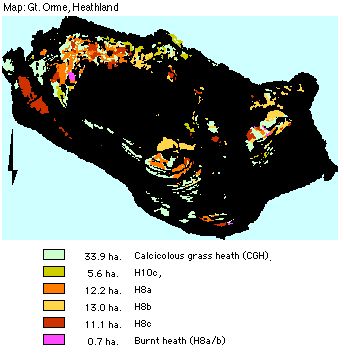 Map: Gt. Orme, Heathland
33.9 ha. Calcicolous grass heath (CGH).
5.6 ha. H10c,
12.2 ha. H8a
13.0 ha. H8b
11.1 ha. H8c
0.7 ha. Burnt heath (H8a/b)